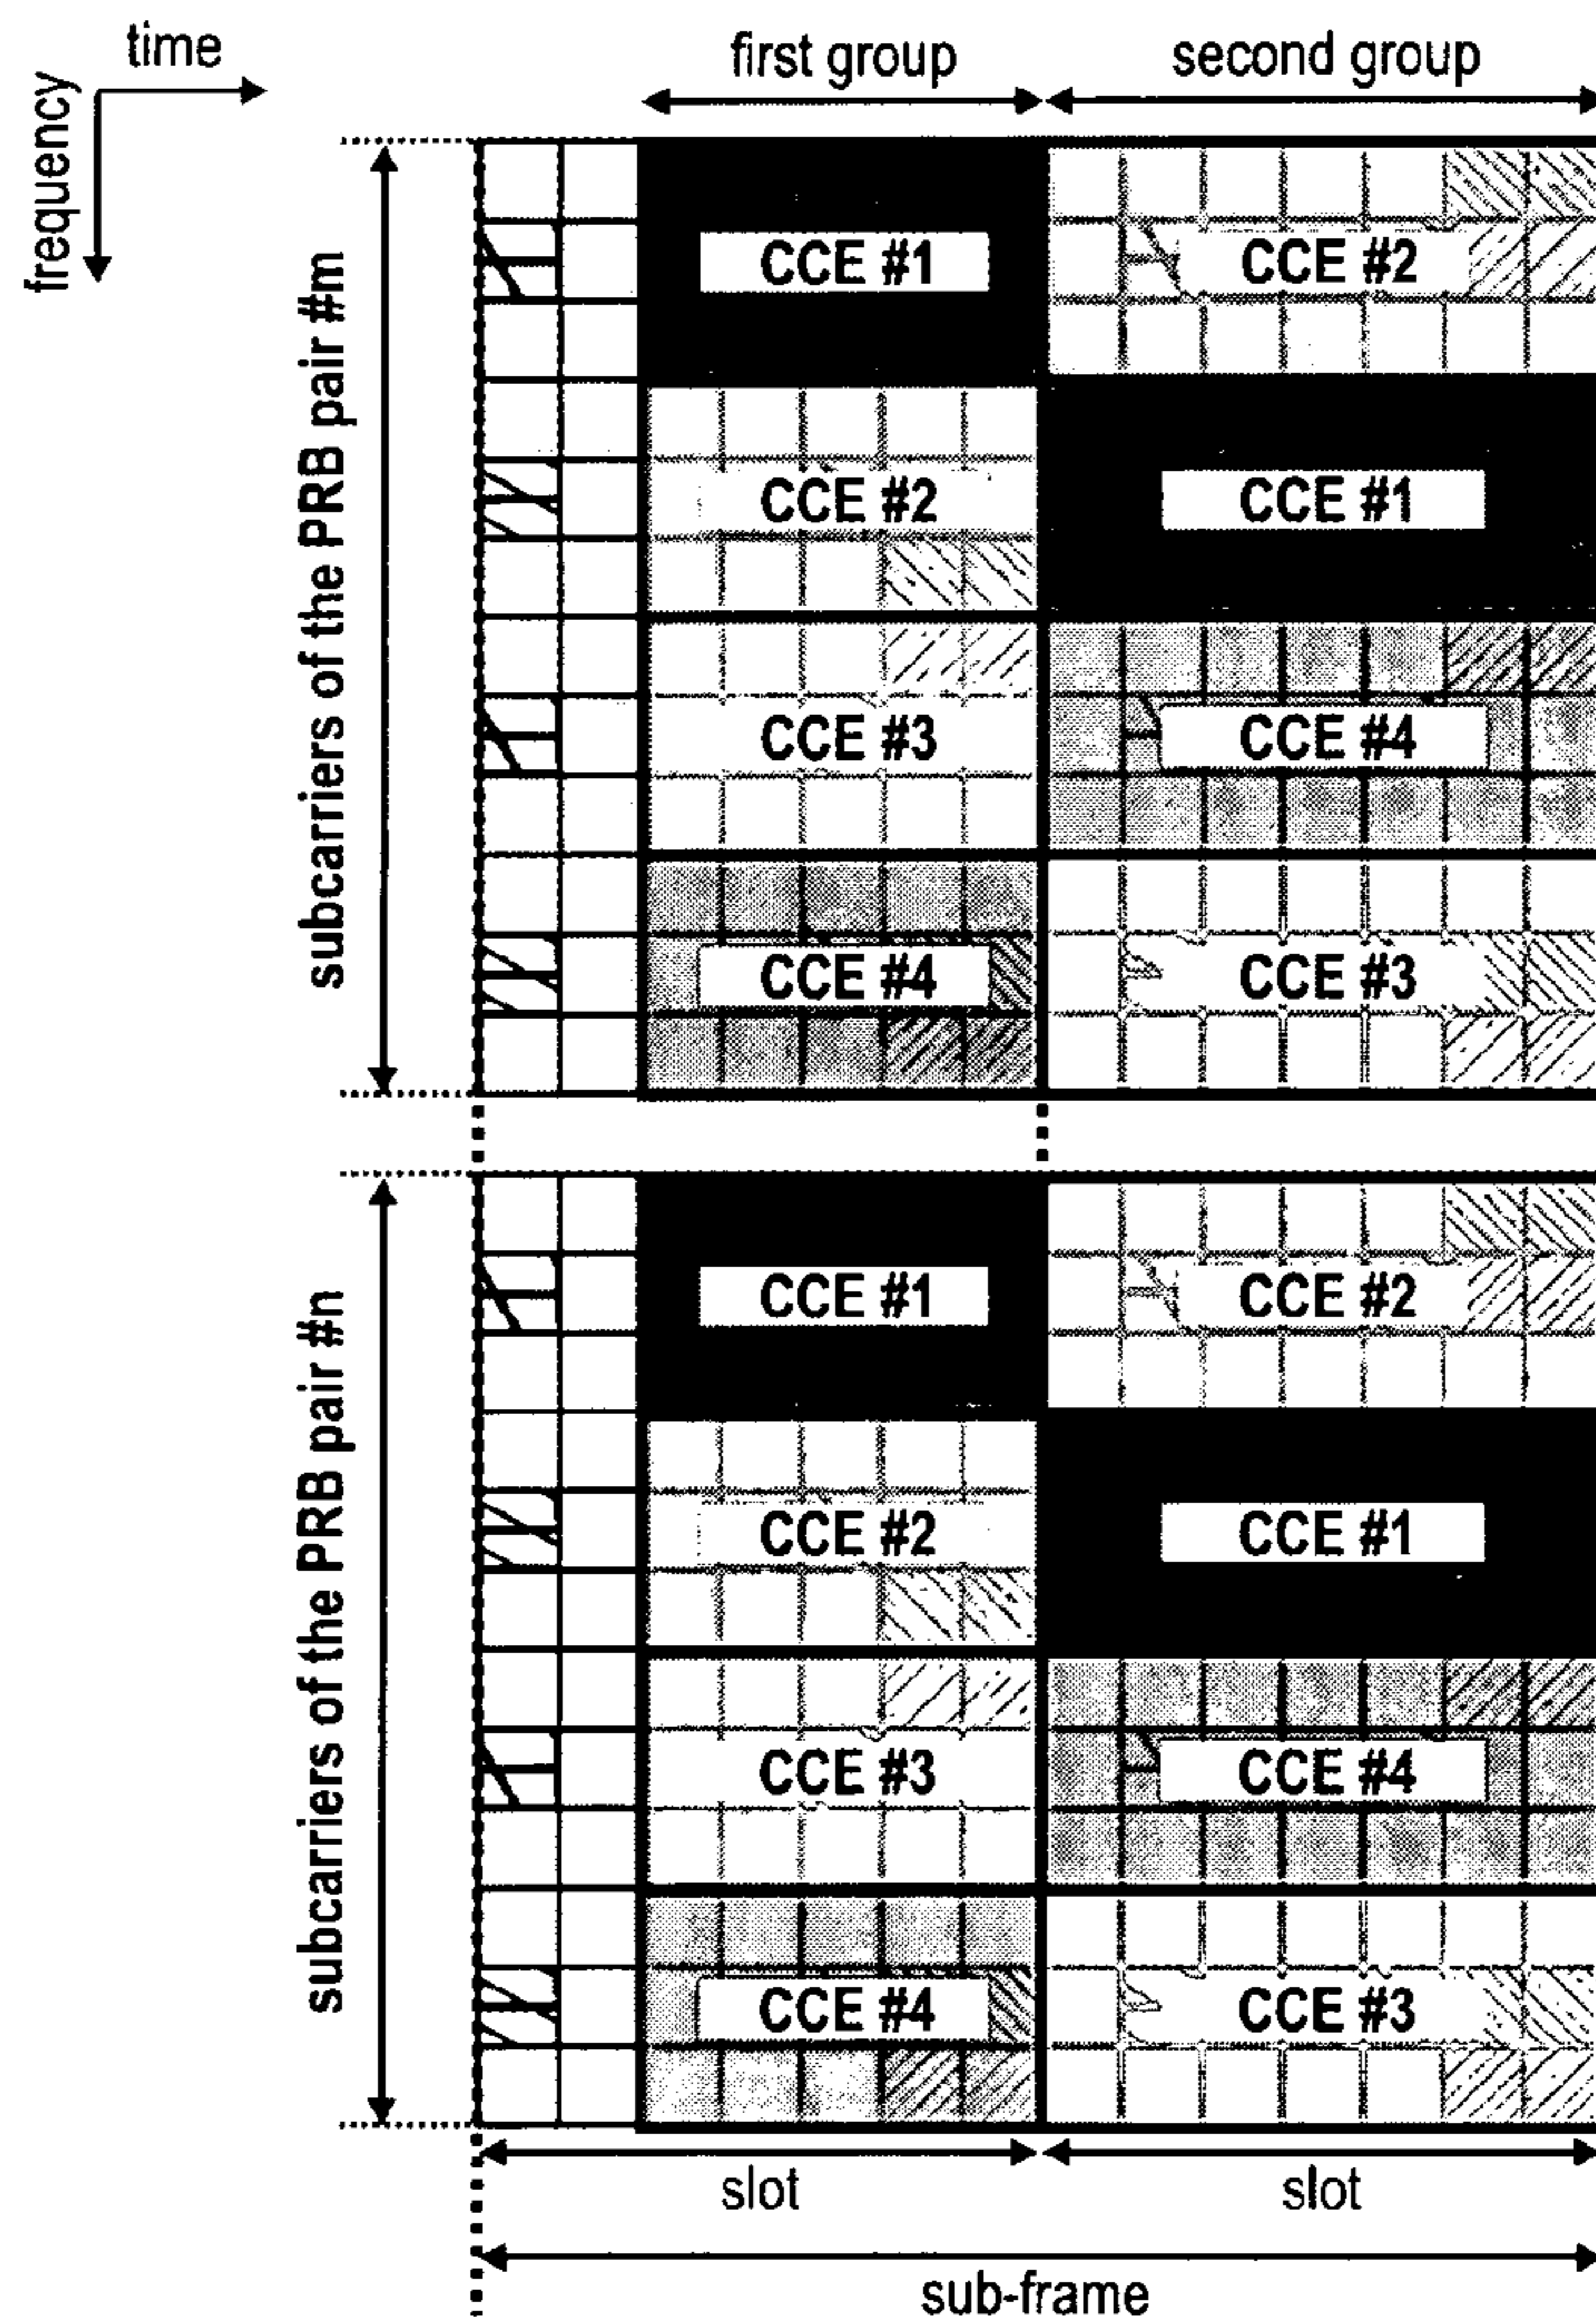 time
first group
second group
frequency
subcarriers of the PRB pair #m
CCE #1
CCE #2
CCE #2
CCE #1
CCE #3
CCE #4
CCE #4
CCE #3
subcarriers of the PRB pair #n
CCE #1
CCE #2
CCE #2
CCE #1
CCE #3
CCE #4
CCE #4
CCE #3
slot
slot
sub-frame